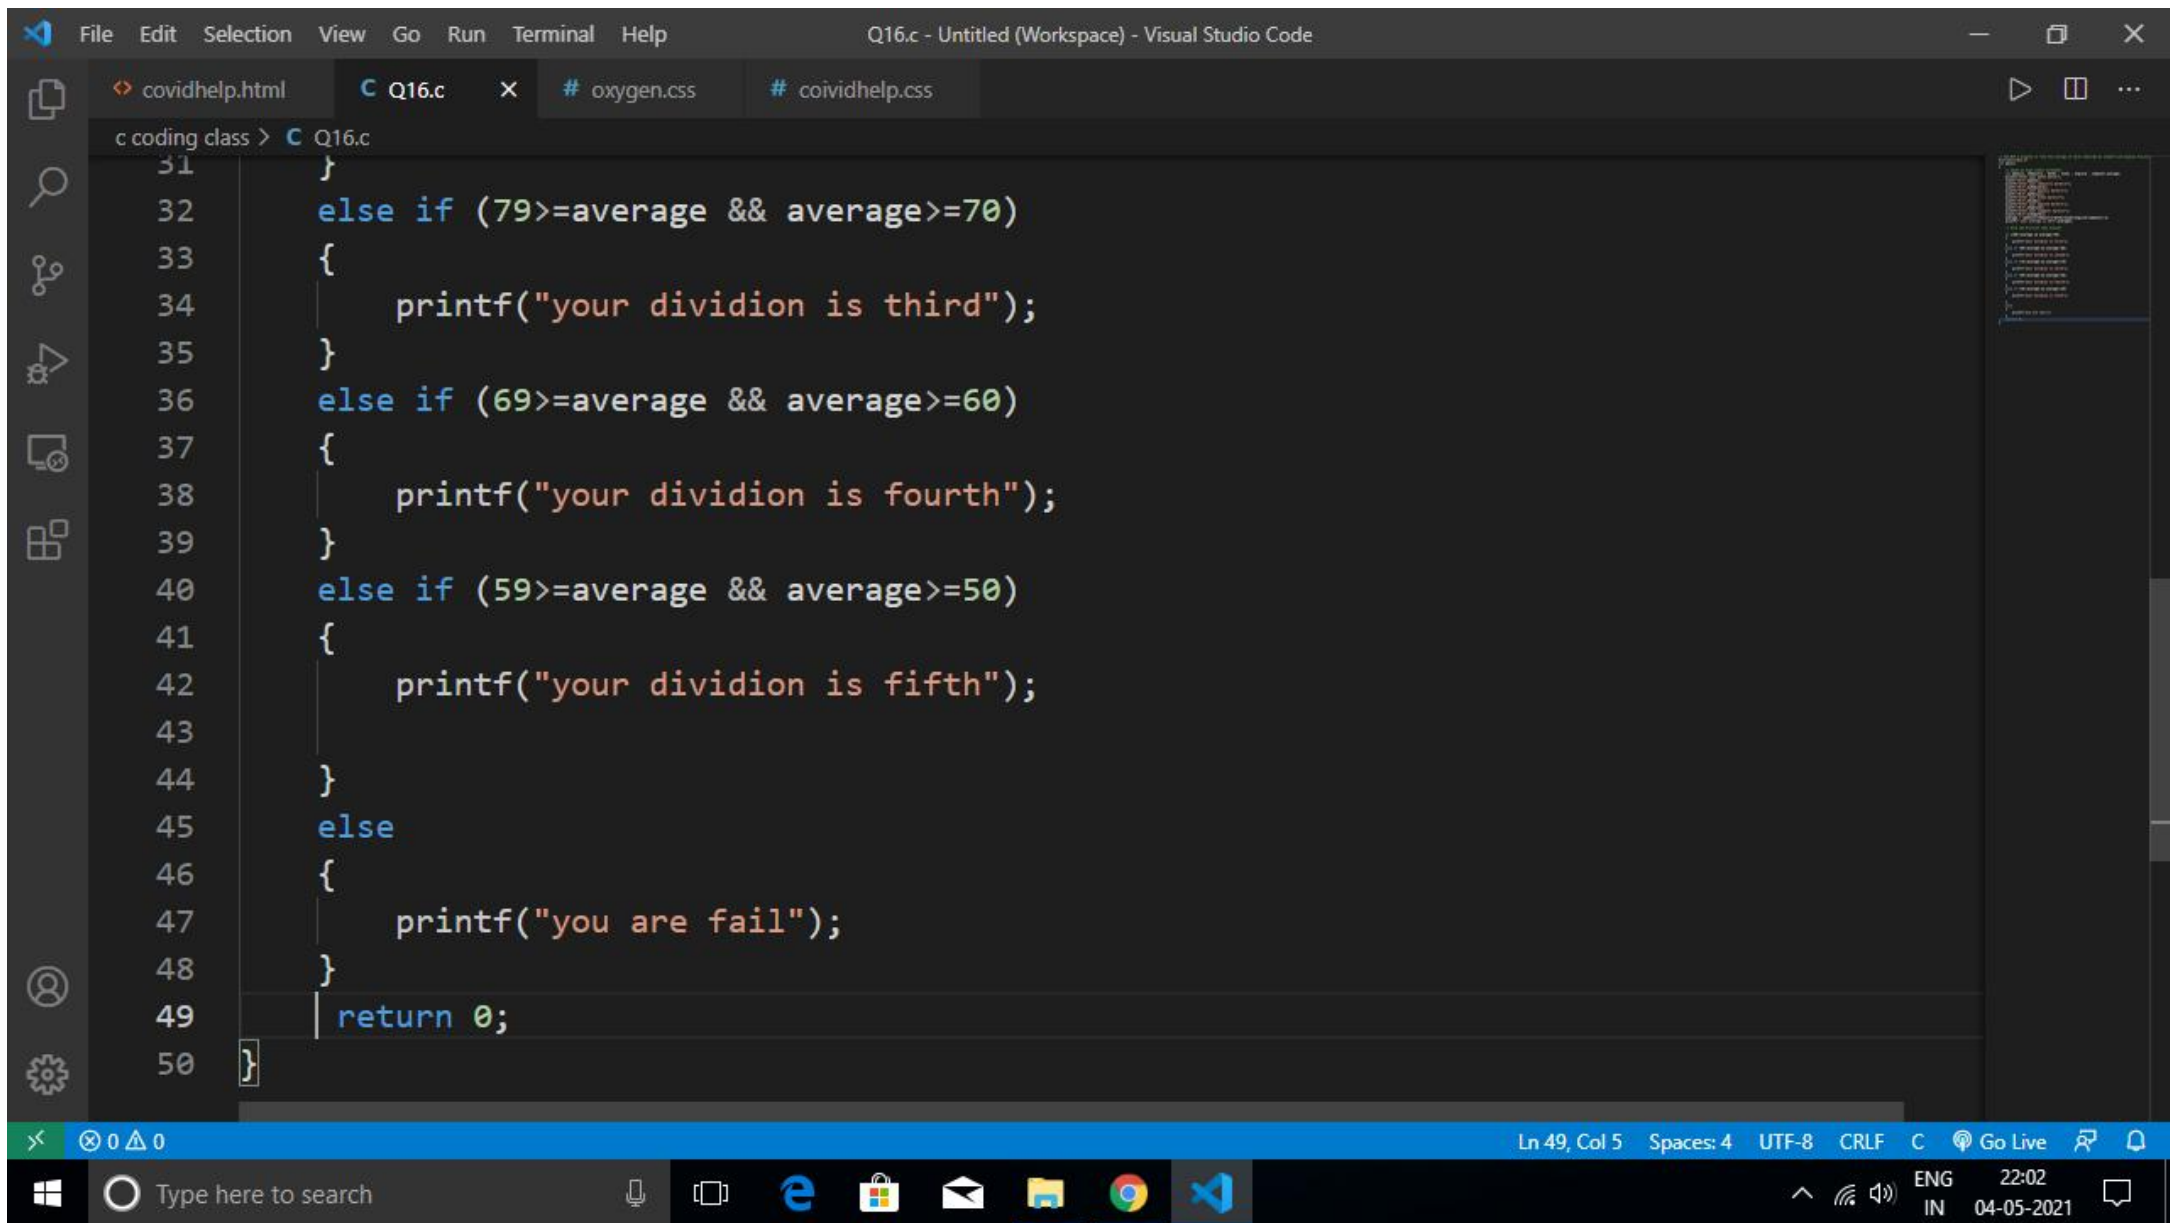 File Edit Selection View Go Run Terminal Help Q16.c - Untitled (Workspace) - Visual Studio Code
<> covidhelp.html C Q16.c × # oxygen.css # coividhelp.css
c coding class > C Q16.c
31 }
32 else if (79>=average && average>=70)
33 {
34 printf("your dividion is third");
35 }
36 else if (69>=average && average>=60)
37 {
38 printf("your dividion is fourth");
39 }
40 else if (59>=average && average>=50)
41 {
42 printf("your dividion is fifth");
43
44 }
45 else
46 {
47 printf("you are fail");
48 }
49 return 0;
50 }
0 0 Ln 49, Col 5 Spaces: 4 UTF-8 CRLF C Go Live
Type here to search ENG 22:02
IN 04-05-2021